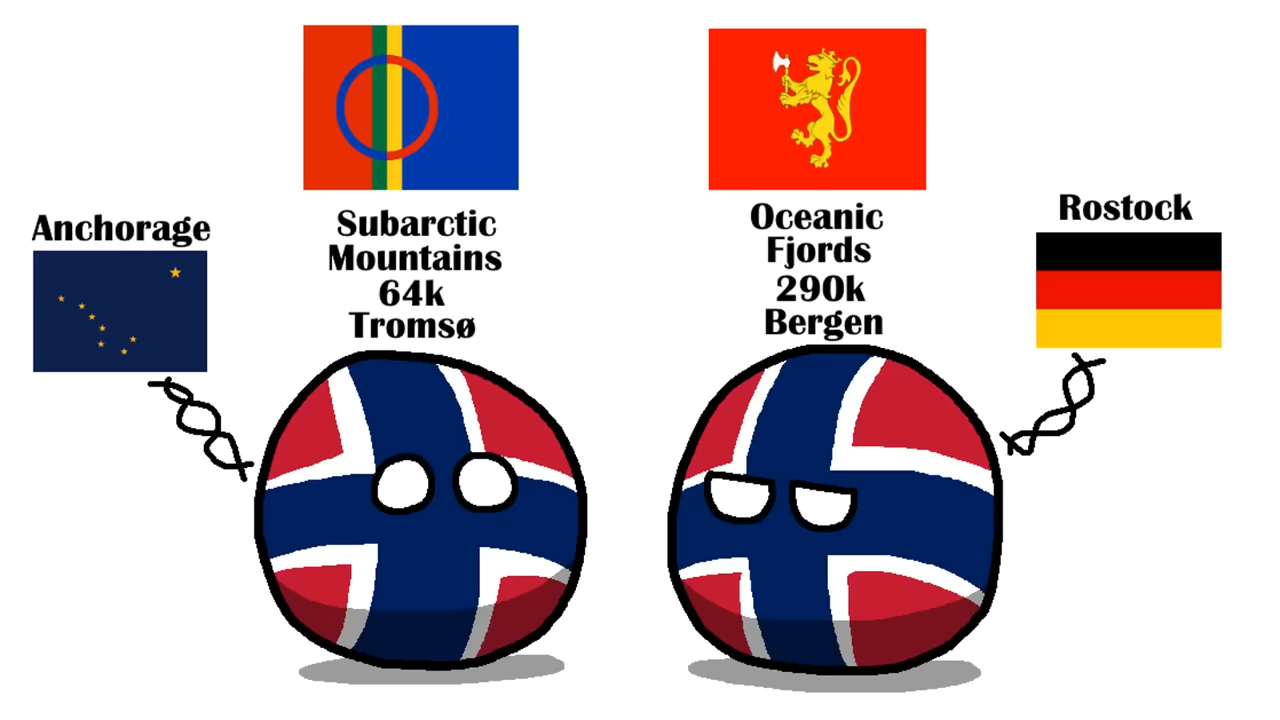 Anchorage
Subarctic
Mountains
64k
Tromsø
Oceanic
Fjords
290k
Bergen
Rostock